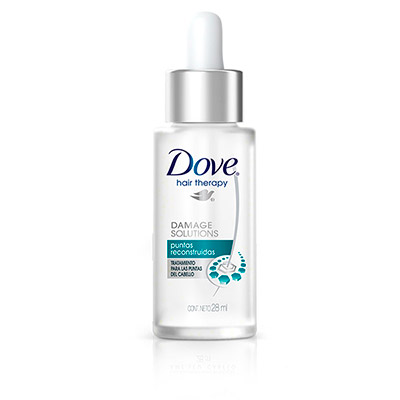 Dove
hair therapy
DAMAGE
SOLUTIONS
puntas
reconstruidas
TRATAMIENTO
PARA LAS PUNTAS
DEL CABELLO
CONT. NETO 28 ml